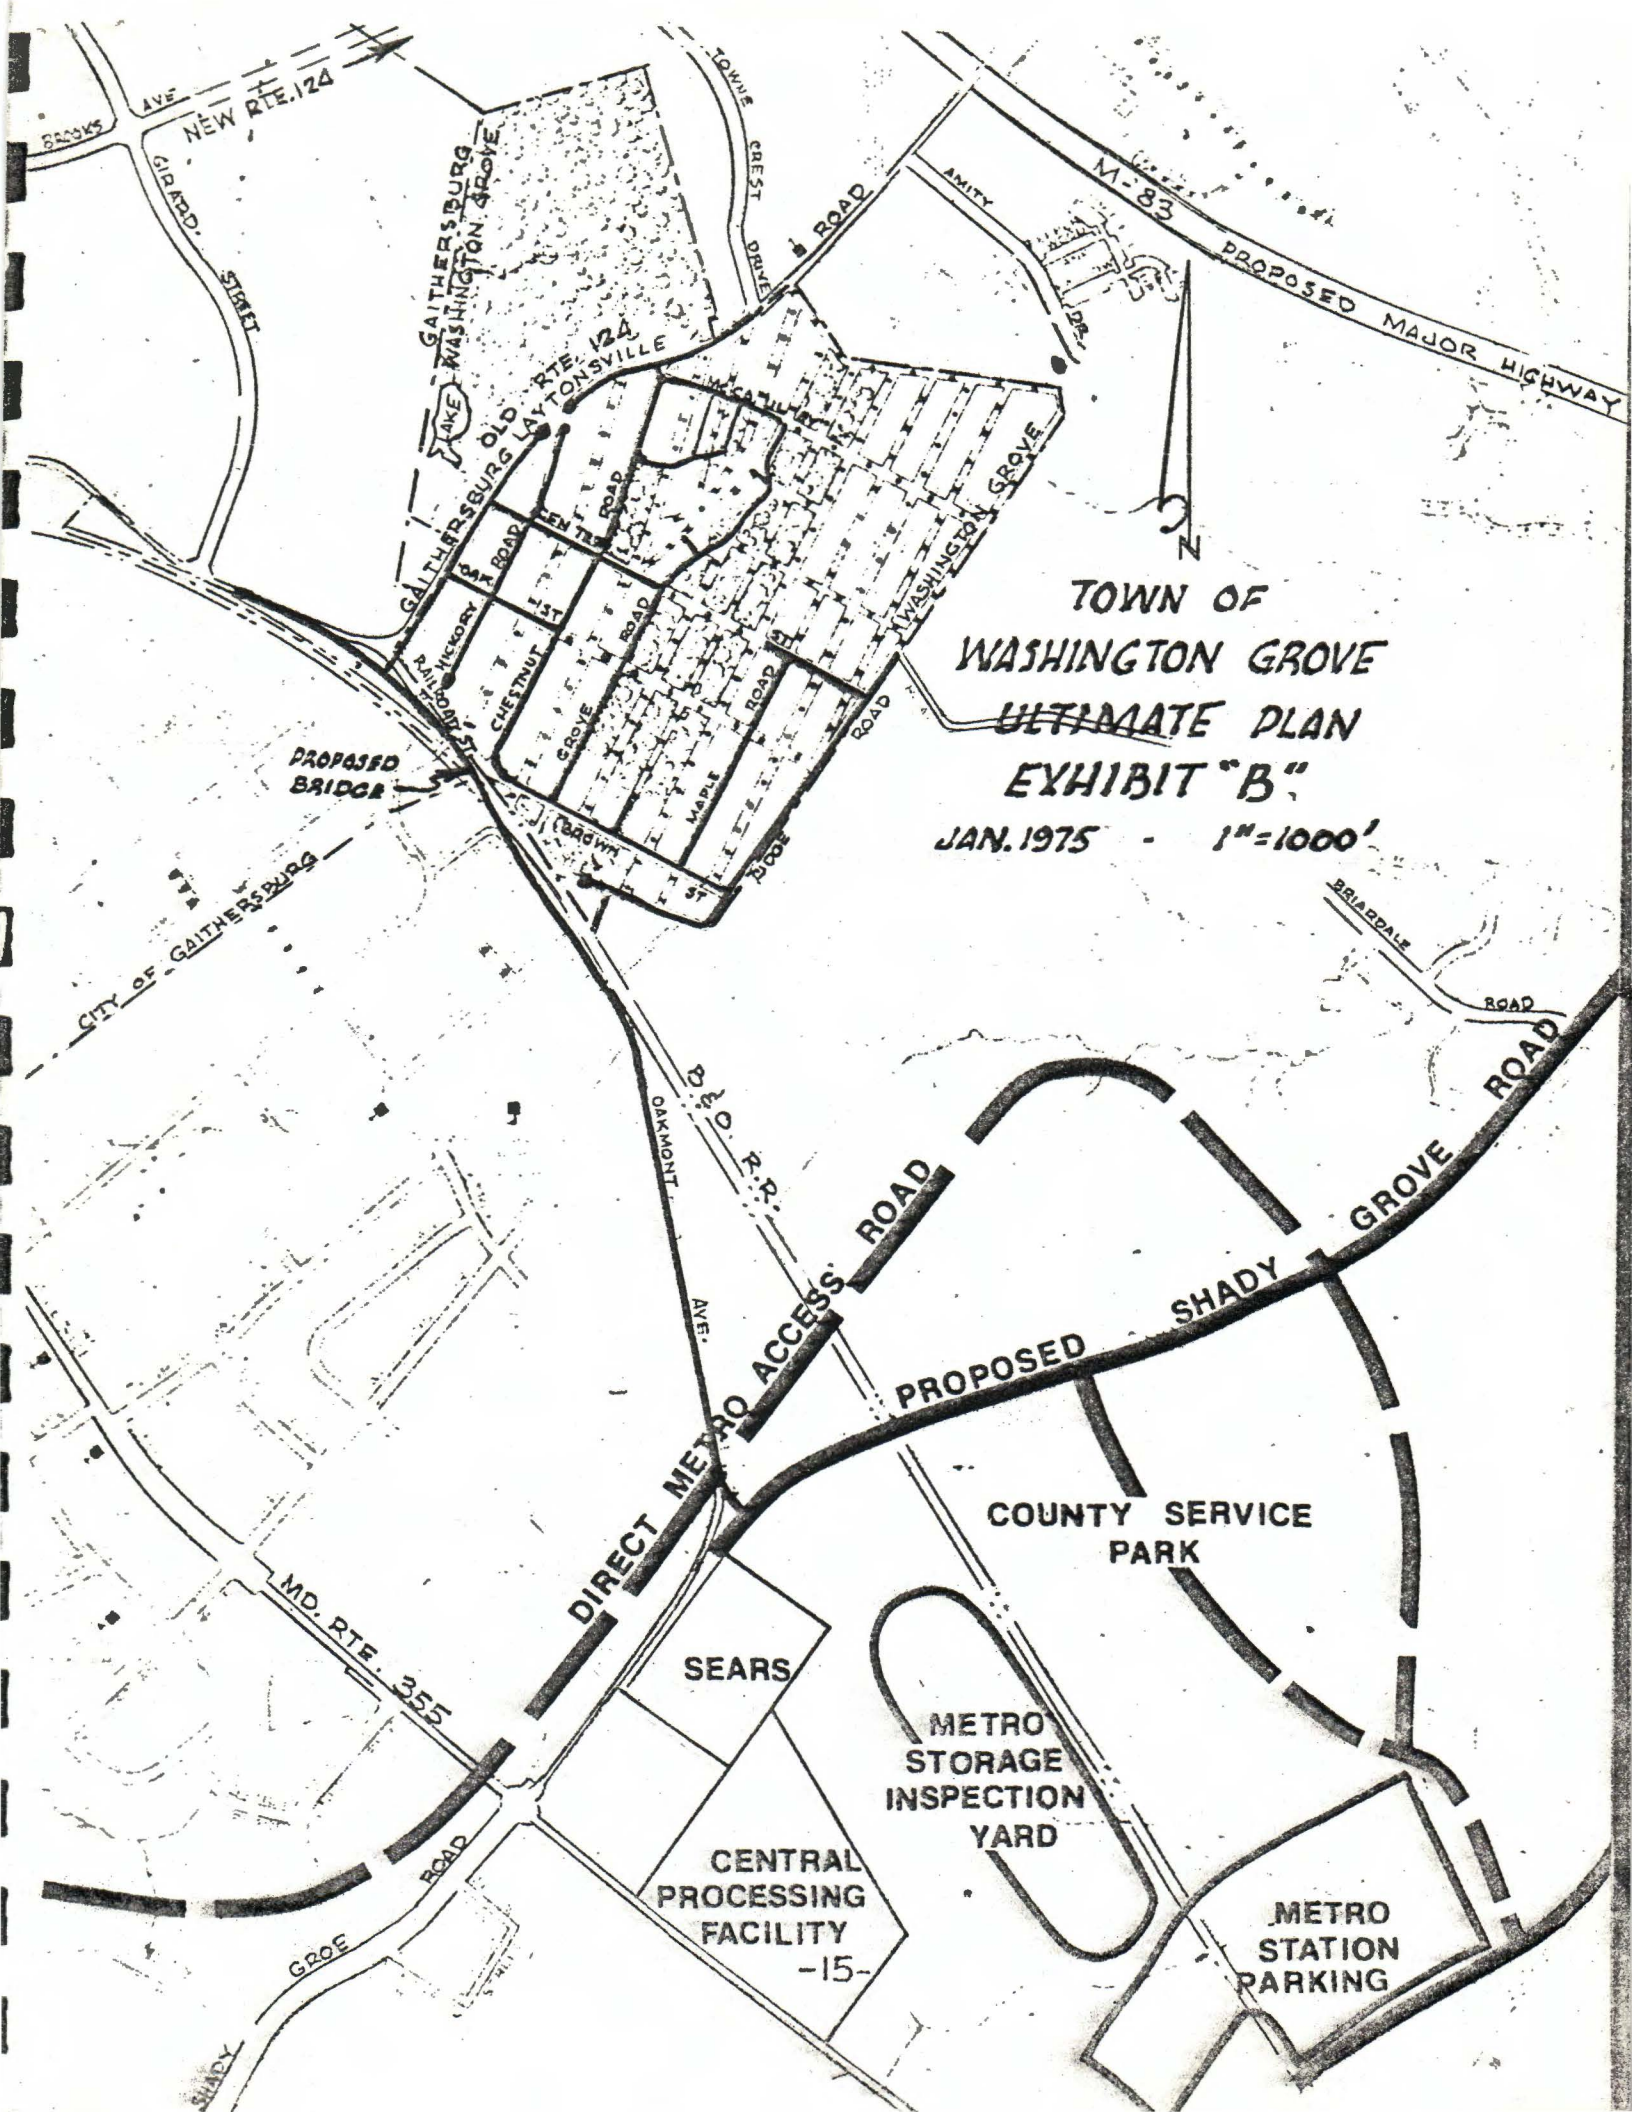 BROOKS AVE
NEW RTE. 124
GIRARD. STREET
GAITHERSBURG
WASHINGTON GROVE
TOWNE CREST DRIVE
ROAD
AMITY DR.
M-83 PROPOSED MAJOR HIGHWAY
LAKE
OLD RTE. 124
GAITHERSBURG LAYTONSVILLE
McCAULEY
ROAD
CENTER
OAK ST
HICKORY ROAD
RAILROAD ST
CHESTNUT
GROVE ROAD
MAPLE ROAD
ST
WASHINGTON GROVE
RIDGE ROAD
BROWN ST
PROPOSED
BRIDGE
CITY OF GAITHERSBURG
N
TOWN OF
WASHINGTON GROVE
ULTIMATE PLAN
EXHIBIT "B"
JAN. 1975 - 1"=1000'
BRIARDALE ROAD
B.&O. R.R.
OAKMONT AVE.
DIRECT METRO ACCESS ROAD
PROPOSED SHADY GROVE ROAD
COUNTY SERVICE
PARK
MD. RTE. 355
SEARS
METRO
STORAGE
INSPECTION
YARD
CENTRAL
PROCESSING
FACILITY
-15-
METRO
STATION
PARKING
SHADY GROE ROAD